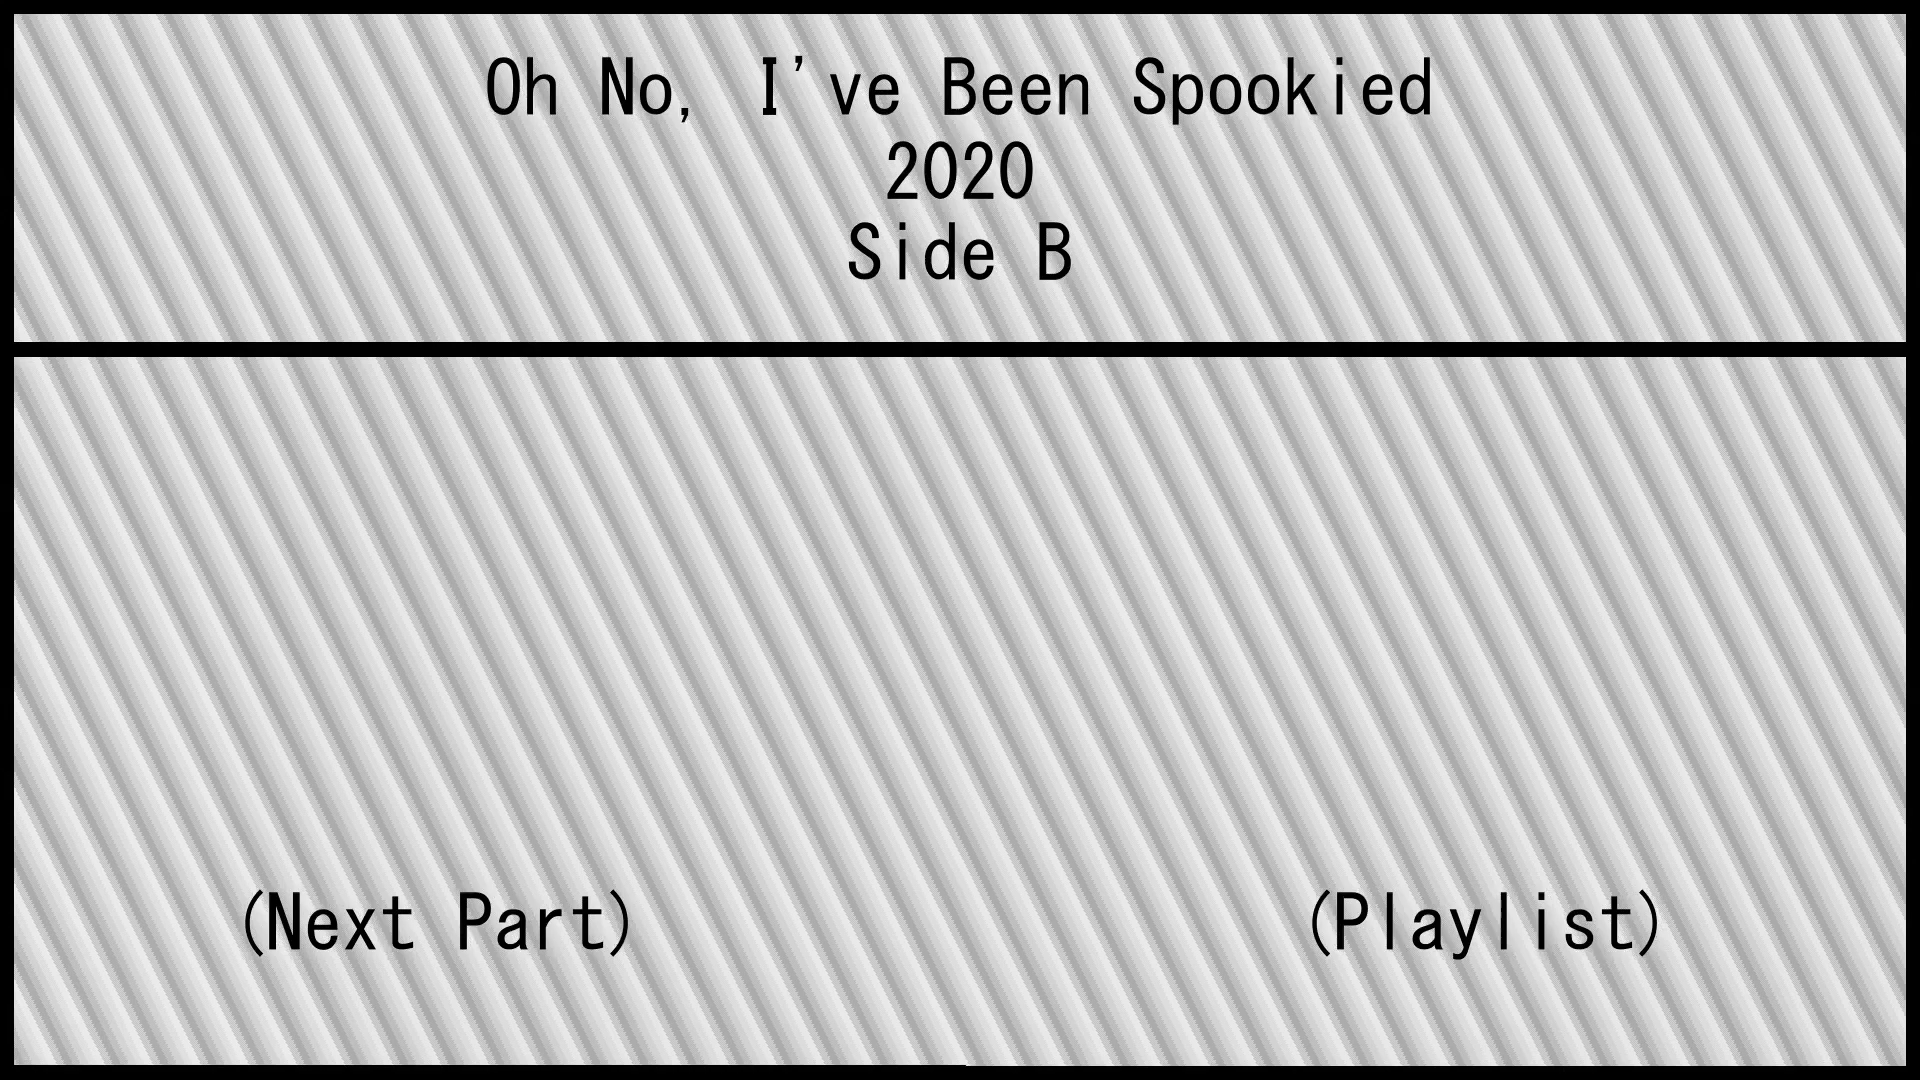 Oh No, I've Been Spookied
2020
Side B
(Next Part)
(Playlist)